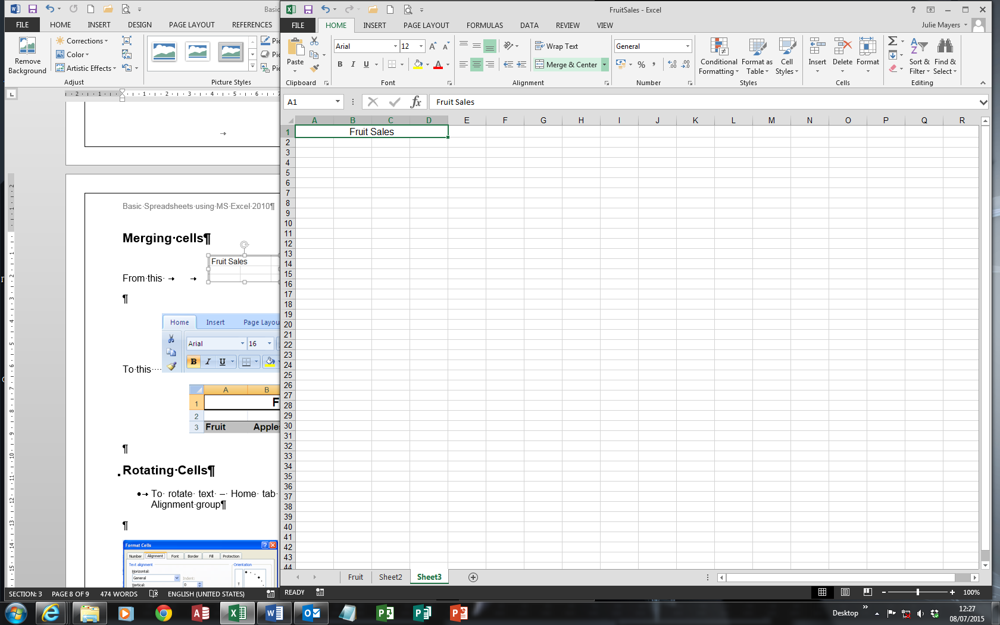 Basic
FILE HOME INSERT DESIGN PAGE LAYOUT REFERENCES
Remove Background
Corrections
Color
Artistic Effects
Adjust
Picture Styles
Basic Spreadsheets using MS Excel 2010¶
Merging cells¶
Fruit Sales
From this
¶
Home Insert Page Layou
Arial 16
B I U
To this
A B
1 F
2
3 Fruit Apples
¶
Rotating Cells¶
To rotate text – Home tab
Alignment group¶
¶
Format Cells
Number Alignment Font Border Fill Protection
Text alignment Orientation
Horizontal:
General Indent:
Vertical: 0
SECTION: 3 PAGE 8 OF 9 474 WORDS ENGLISH (UNITED STATES)
FruitSales - Excel
FILE HOME INSERT PAGE LAYOUT FORMULAS DATA REVIEW VIEW Julie Mayers
Paste
Clipboard
Arial 12
B I U A
Font
Wrap Text
Merge & Center
Alignment
General
%
Number
Conditional Formatting
Format as Table
Cell Styles
Styles
Insert Delete Format
Cells
Sort & Filter
Find & Select
Editing
A1 fx Fruit Sales
A B C D E F G H I J K L M N O P Q R
1 Fruit Sales
2
3
4
5
6
7
8
9
10
11
12
13
14
15
16
17
18
19
20
21
22
23
24
25
26
27
28
29
30
31
32
33
34
35
36
37
38
39
40
41
42
43
44
Fruit Sheet2 Sheet3
READY 100%
Desktop 12:27
08/07/2015